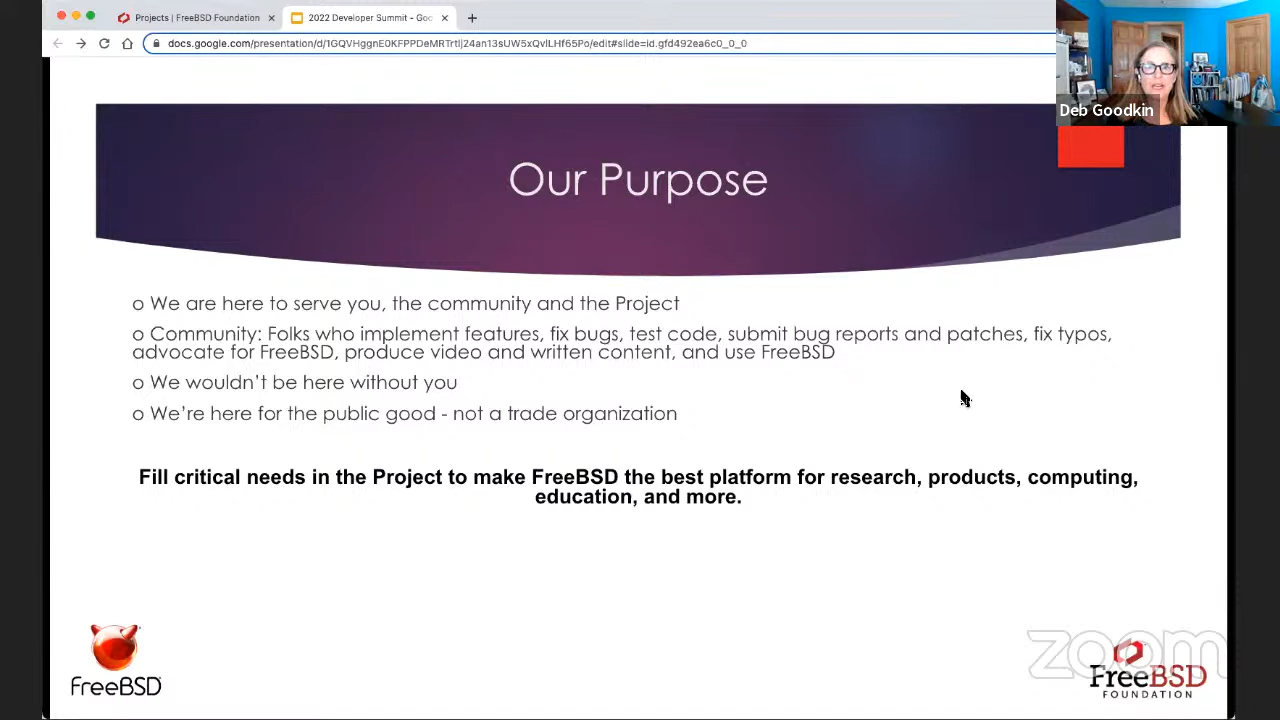 Projects | FreeBSD Foundation
2022 Developer Summit - Goo
docs.google.com/presentation/d/1GQVHggnE0KFPPDeMRTrtIj24an13sUW5xQvlLHf65Po/edit#slide=id.gfd492ea6c0_0_0
Deb Goodkin
Our Purpose
o We are here to serve you, the community and the Project
o Community: Folks who implement features, fix bugs, test code, submit bug reports and patches, fix typos,
advocate for FreeBSD, produce video and written content, and use FreeBSD
o We wouldn’t be here without you
o We’re here for the public good - not a trade organization
Fill critical needs in the Project to make FreeBSD the best platform for research, products, computing,
education, and more.
FreeBSD
zoom
FreeBSD
FOUNDATION